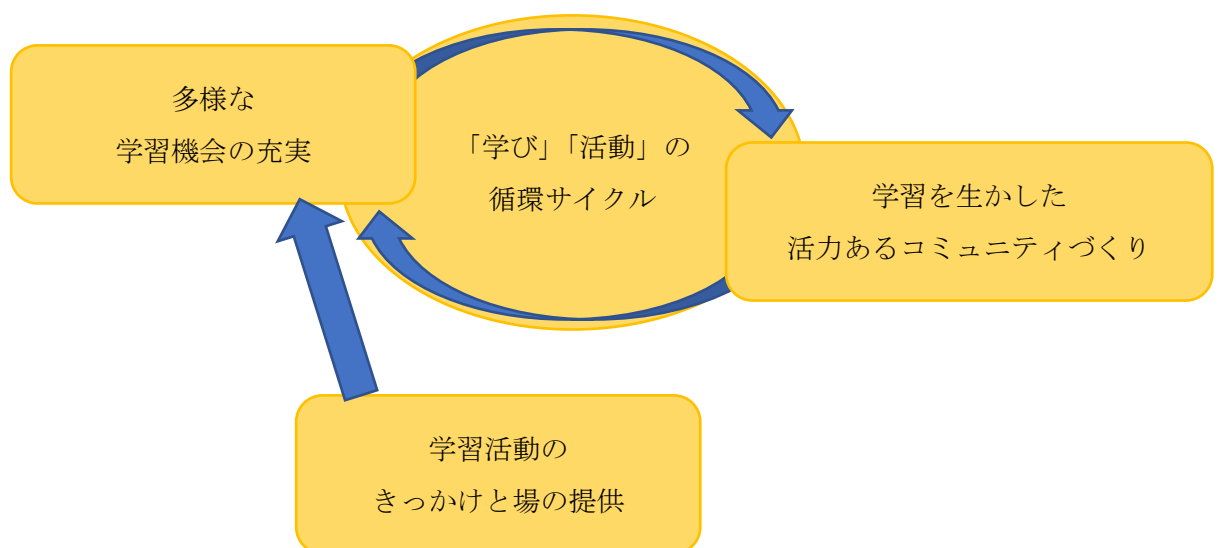 多様な
学習機会の充実
「学び」「活動」の
循環サイクル
学習を生かした
活力あるコミュニティづくり
学習活動の
きっかけと場の提供